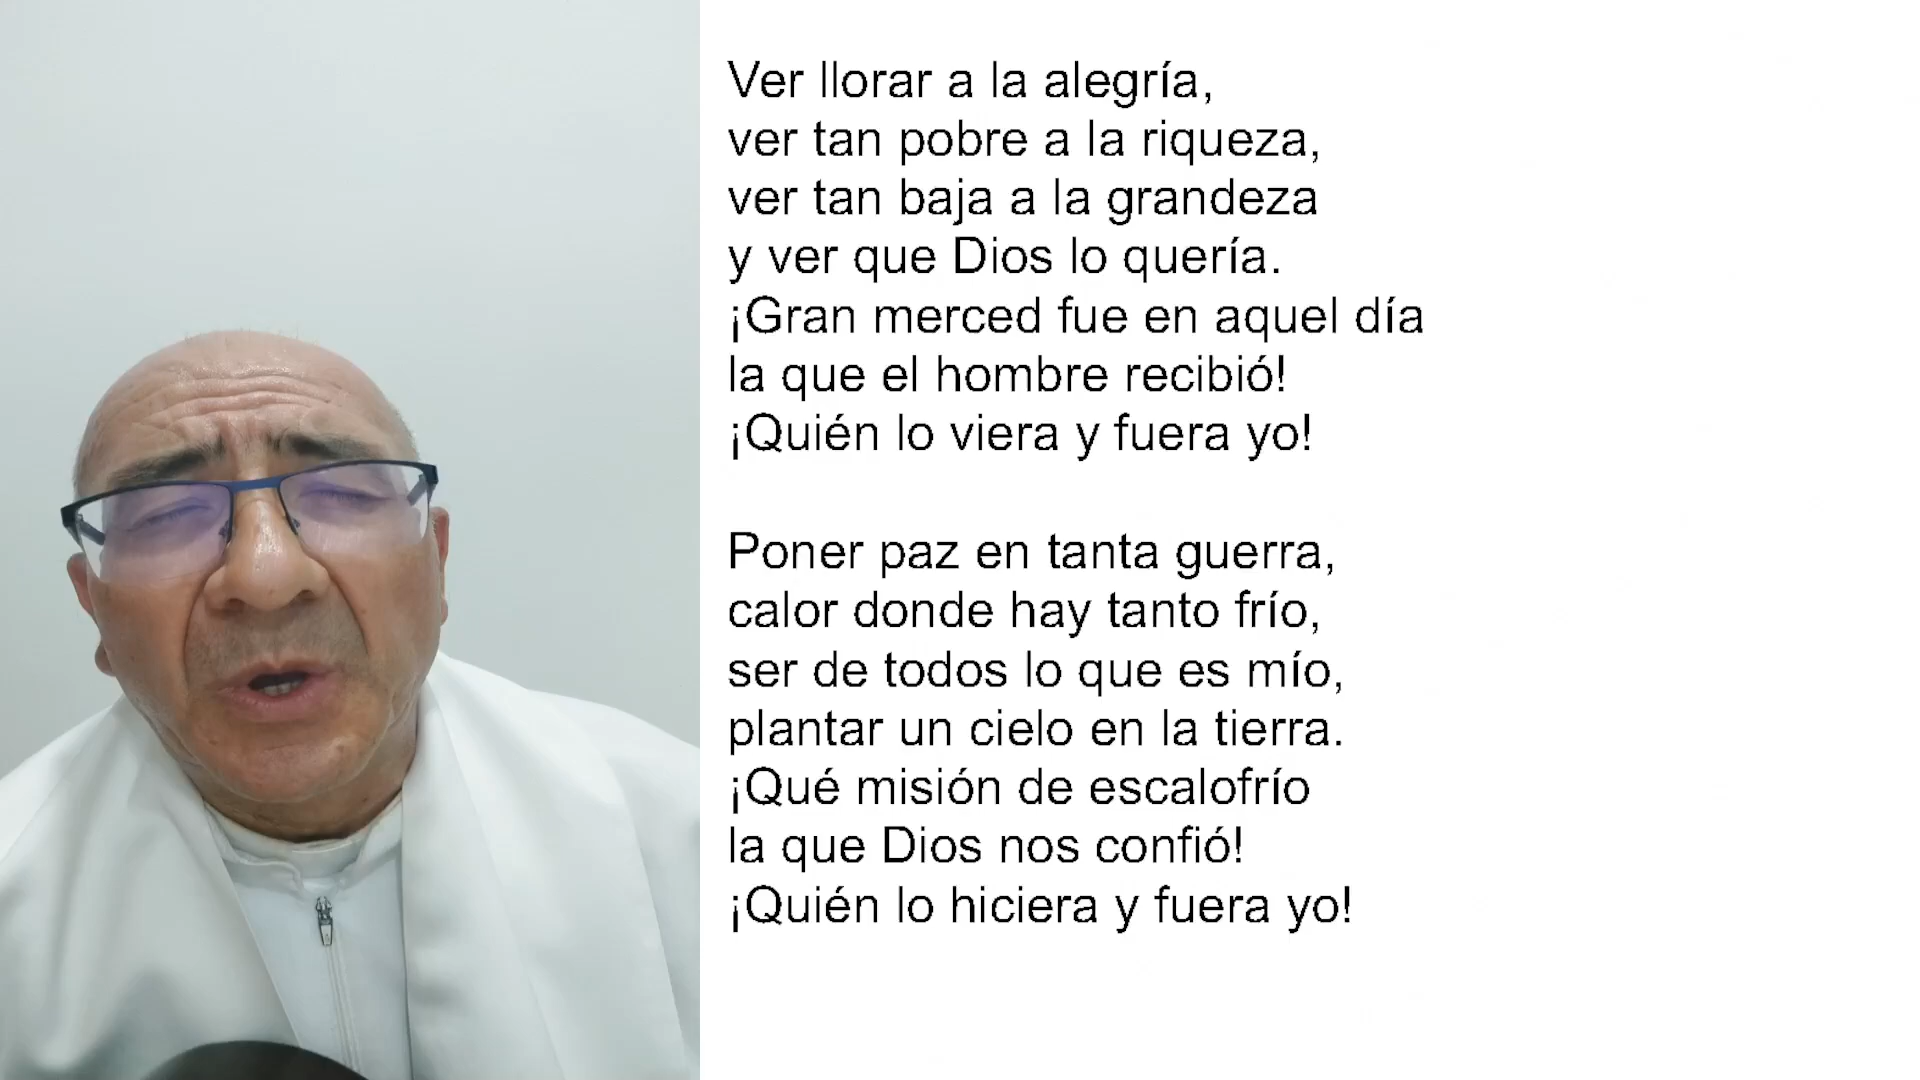 Ver llorar a la alegría,
ver tan pobre a la riqueza,
ver tan baja a la grandeza
y ver que Dios lo quería.
¡Gran merced fue en aquel día
la que el hombre recibió!
¡Quién lo viera y fuera yo!
Poner paz en tanta guerra,
calor donde hay tanto frío,
ser de todos lo que es mío,
plantar un cielo en la tierra.
¡Qué misión de escalofrío
la que Dios nos confió!
¡Quién lo hiciera y fuera yo!